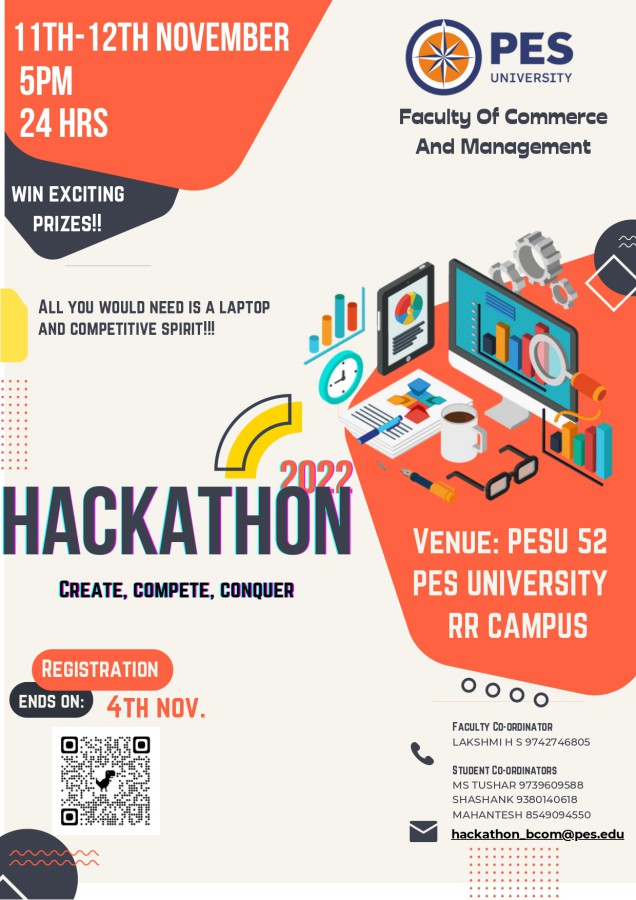 11TH-12TH NOVEMBER
5PM
24 HRS
PES
UNIVERSITY
Faculty Of Commerce
And Management
WIN EXCITING
PRIZES!!
ALL YOU WOULD NEED IS A LAPTOP
AND COMPETITIVE SPIRIT!!!
2022
HACKATHON
CREATE, COMPETE, CONQUER
VENUE: PESU 52
PES UNIVERSITY
RR CAMPUS
REGISTRATION
ENDS ON:
4TH NOV.
FACULTY CO-ORDINATOR
LAKSHMI H S 9742746805
STUDENT CO-ORDINATORS
MS TUSHAR 9739609588
SHASHANK 9380140618
MAHANTESH 8549094550
hackathon_bcom@pes.edu